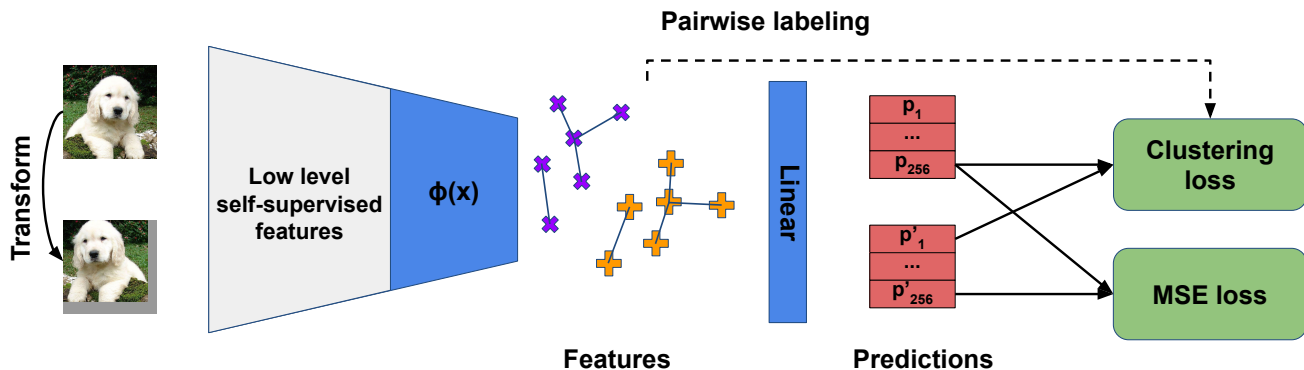 Pairwise labeling
Transform
Low level
self-supervised
features
ϕ(x)
Linear
p₁
...
p₂₅₆
p'₁
...
p'₂₅₆
Clustering
loss
MSE loss
Features
Predictions